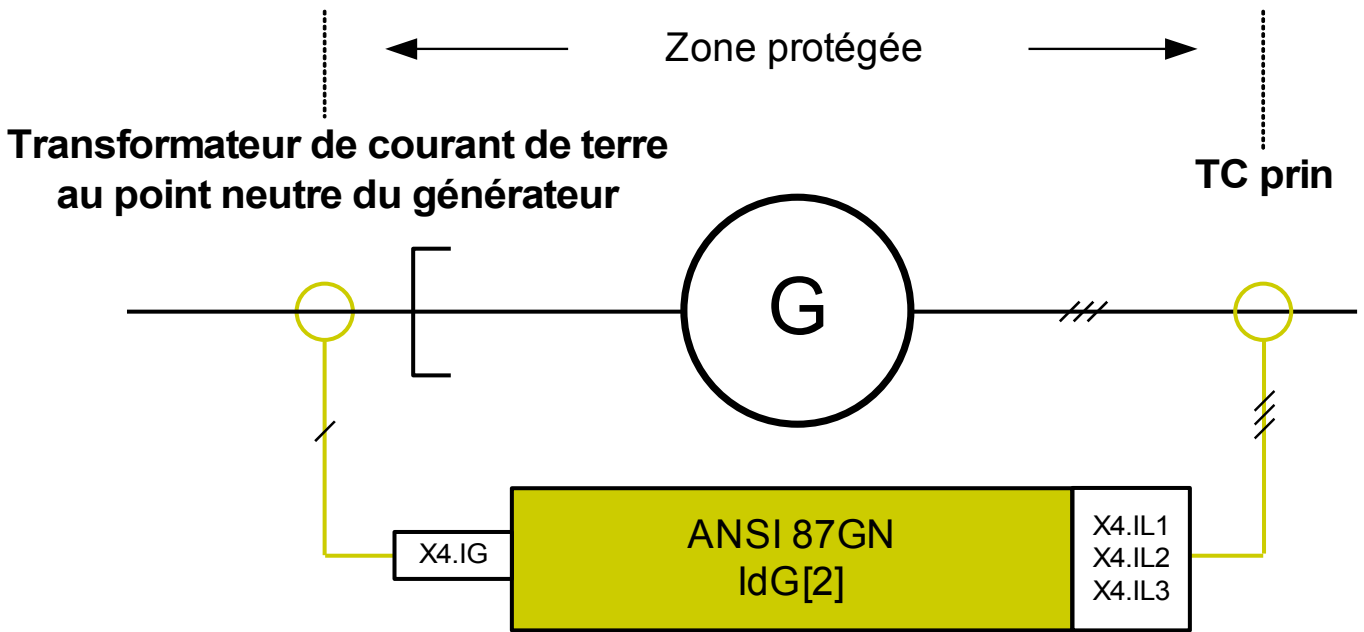 Zone protégée
Transformateur de courant de terre
au point neutre du générateur
TC prin
G
X4.IG
ANSI 87GN
IdG[2]
X4.IL1
X4.IL2
X4.IL3